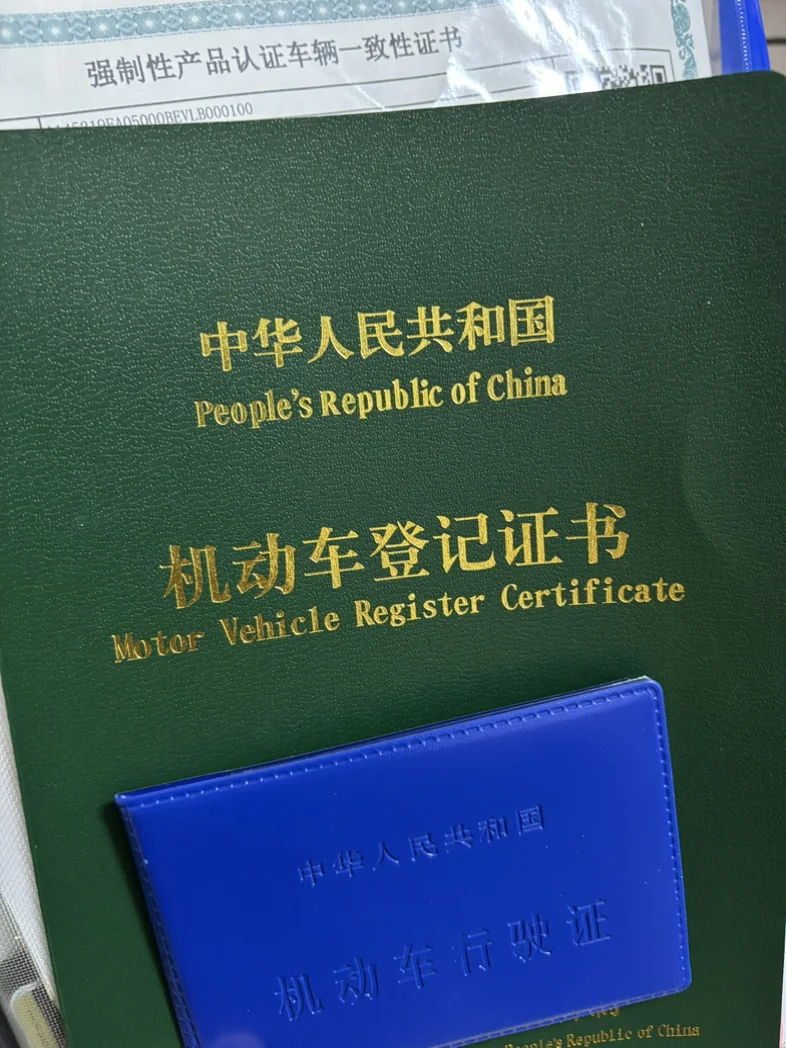 强制性产品认证车辆一致性证书
中华人民共和国
People's Republic of China
机动车登记证书
Motor Vehicle Register Certificate
中华人民共和国
机动车行驶证
People's Republic of China